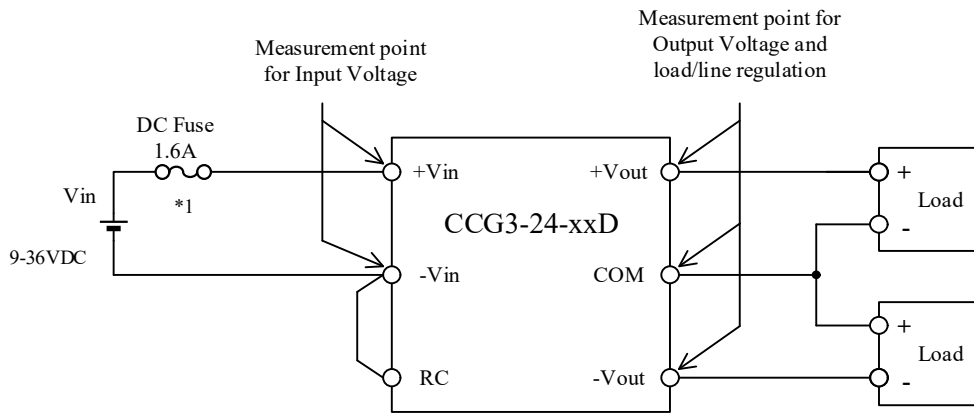 Measurement point for
Output Voltage and
load/line regulation
Measurement point
for Input Voltage
DC Fuse
1.6A
*1
Vin
9-36VDC
+Vin
-Vin
RC
CCG3-24-xxD
+Vout
COM
-Vout
+
Load
-
+
Load
-